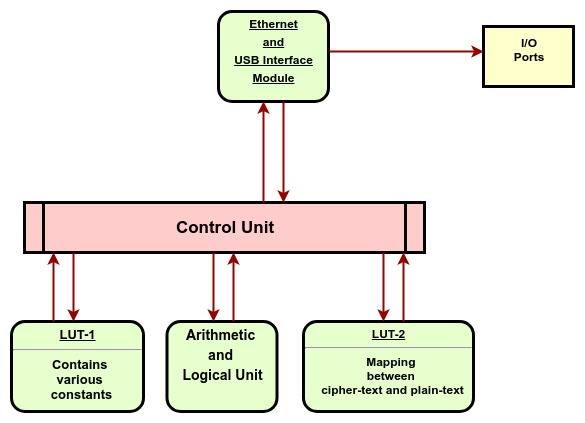 Ethernet
and
USB Interface
Module
I/O
Ports
Control Unit
LUT-1
Contains
various
constants
Arithmetic
and
Logical Unit
LUT-2
Mapping
between
cipher-text and plain-text